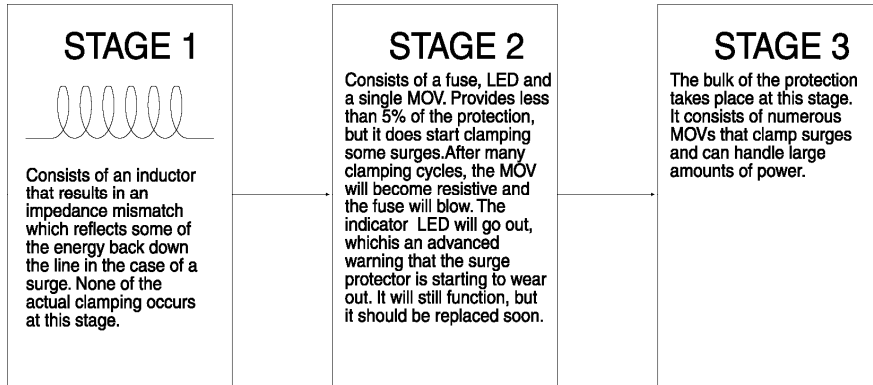 STAGE 1
Consists of an inductor
that results in an
impedance mismatch
which reflects some of
the energy back down
the line in the case of a
surge. None of the
actual clamping occurs
at this stage.
STAGE 2
Consists of a fuse, LED and
a single MOV. Provides less
than 5% of the protection,
but it does start clamping
some surges.After many
clamping cycles, the MOV
will become resistive and
the fuse will blow. The
indicator LED will go out,
whichis an advanced
warning that the surge
protector is starting to wear
out. It will still function, but
it should be replaced soon.
STAGE 3
The bulk of the protection
takes place at this stage.
It consists of numerous
MOVs that clamp surges
and can handle large
amounts of power.